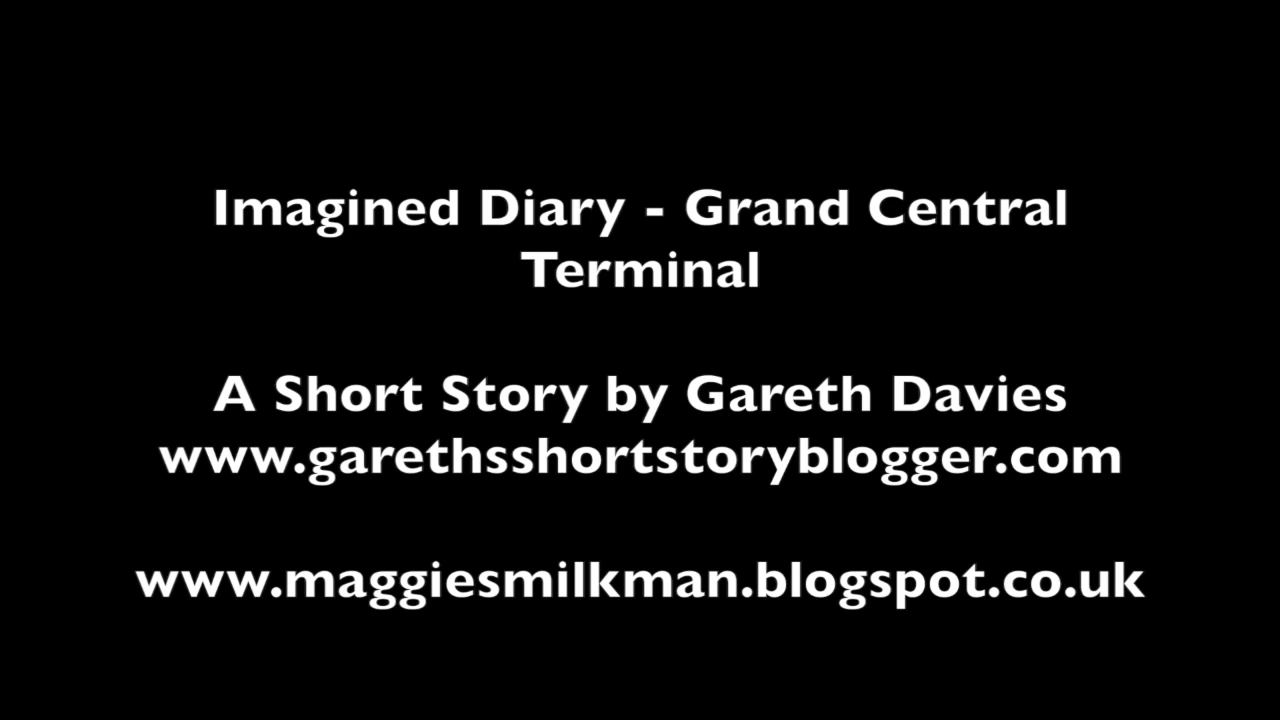 Imagined Diary - Grand Central
Terminal
A Short Story by Gareth Davies
www.garethsshortstoryblogger.com
www.maggiesmilkman.blogspot.co.uk